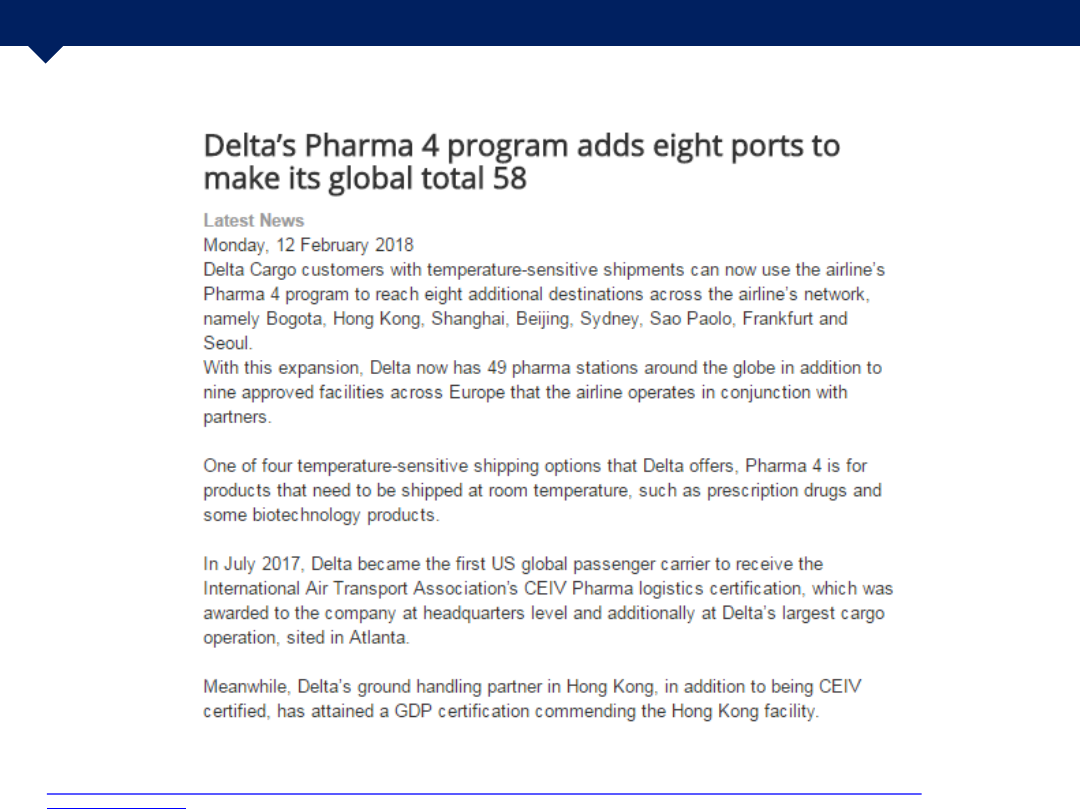 Delta's Pharma 4 program adds eight ports to
make its global total 58
Latest News
Monday, 12 February 2018
Delta Cargo customers with temperature-sensitive shipments can now use the airline's
Pharma 4 program to reach eight additional destinations across the airline's network,
namely Bogota, Hong Kong, Shanghai, Beijing, Sydney, Sao Paolo, Frankfurt and
Seoul.
With this expansion, Delta now has 49 pharma stations around the globe in addition to
nine approved facilities across Europe that the airline operates in conjunction with
partners.
One of four temperature-sensitive shipping options that Delta offers, Pharma 4 is for
products that need to be shipped at room temperature, such as prescription drugs and
some biotechnology products.
In July 2017, Delta became the first US global passenger carrier to receive the
International Air Transport Association's CEIV Pharma logistics certification, which was
awarded to the company at headquarters level and additionally at Delta's largest cargo
operation, sited in Atlanta.
Meanwhile, Delta's ground handling partner in Hong Kong, in addition to being CEIV
certified, has attained a GDP certification commending the Hong Kong facility.